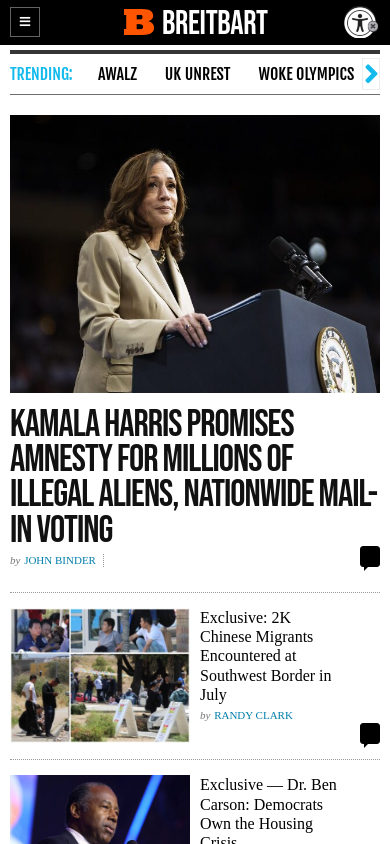 BREITBART
TRENDING:
AWALZ
UK UNREST
WOKE OLYMPICS
KAMALA HARRIS PROMISES
AMNESTY FOR MILLIONS OF
ILLEGAL ALIENS, NATIONWIDE MAIL-
IN VOTING
by JOHN BINDER
Exclusive: 2K
Chinese Migrants
Encountered at
Southwest Border in
July
by RANDY CLARK
Exclusive — Dr. Ben
Carson: Democrats
Own the Housing
Crisis